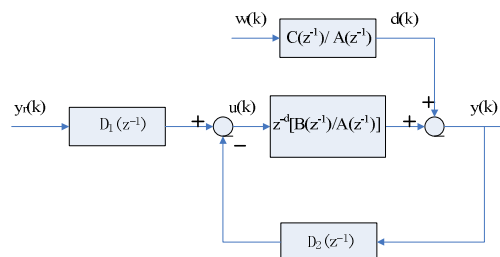 w(k)
C(z⁻¹)/ A(z⁻¹)
d(k)
yᵣ(k)
D₁(z⁻¹)
+
−
u(k)
z⁻ᵈ[B(z⁻¹)/A(z⁻¹)]
+
+
y(k)
D₂(z⁻¹)